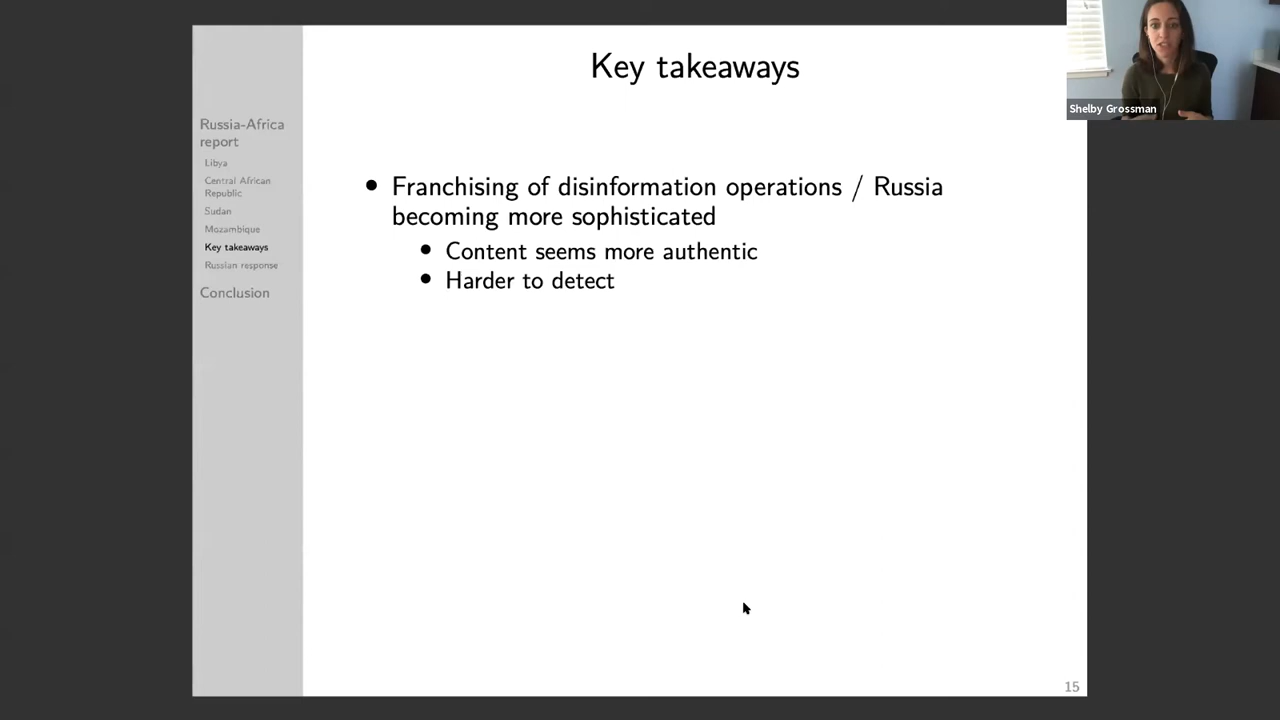 Key takeaways
Shelby Grossman
Russia-Africa
report
Libya
Central African
Republic
Sudan
Mozambique
Key takeaways
Russian response
Conclusion
• Franchising of disinformation operations / Russia
becoming more sophisticated
• Content seems more authentic
• Harder to detect
15